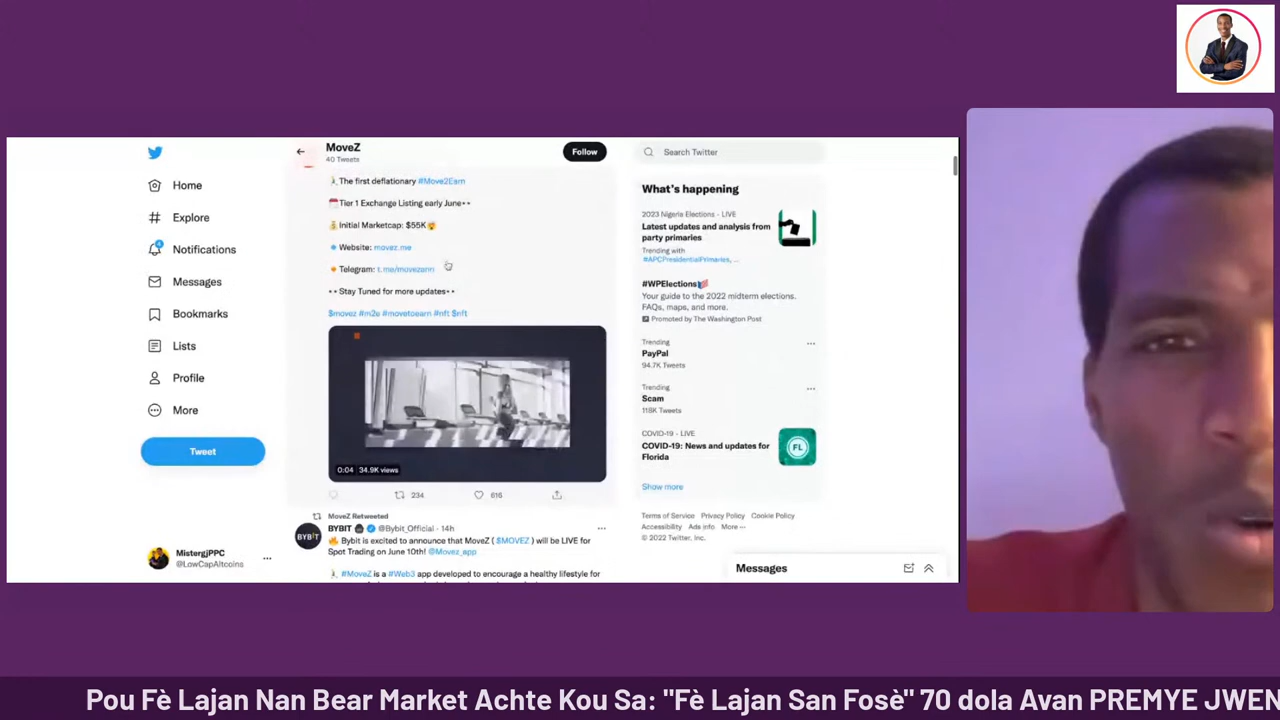 MoveZ
40 Tweets
Follow
Search Twitter
Home
Explore
Notifications
Messages
Bookmarks
Lists
Profile
More
Tweet
MistergjPPC
@LowCapAltcoins
The first deflationary #Move2Earn
Tier 1 Exchange Listing early June
Initial Marketcap: $55K
Website: movez.me
Telegram: t.me/movezann
Stay Tuned for more updates
$movez #m2e #movetoearn #nft $nft
0:04 34.9K views
234 616
MoveZ Retweeted
BYBIT @Bybit_Official · 14h
Bybit is excited to announce that MoveZ ( $MOVEZ ) will be LIVE for
Spot Trading on June 10th! @Movez_app
#MoveZ is a #Web3 app developed to encourage a healthy lifestyle for
BYBIT
What's happening
2023 Nigeria Elections - LIVE
Latest updates and analysis from
party primaries
Trending with
#APCPresidentialPrimaries, ...
#WPElections
Your guide to the 2022 midterm elections.
FAQs, maps, and more.
Promoted by The Washington Post
Trending
PayPal
94.7K Tweets
Trending
Scam
118K Tweets
COVID-19 - LIVE
COVID-19: News and updates for
Florida
FL
Show more
Terms of Service Privacy Policy Cookie Policy
Accessibility Ads info More ...
© 2022 Twitter, Inc.
Messages
Pou Fè Lajan Nan Bear Market Achte Kou Sa: "Fè Lajan San Fosè" 70 dola Avan PREMYE JWEN